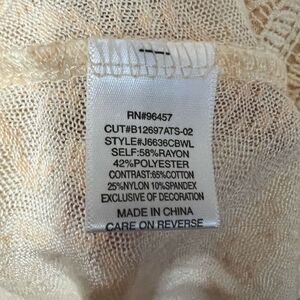 RN#96457
CUT#B12697ATS-02
STYLE#J6636CBWL
SELF:58%RAYON
42%POLYESTER
CONTRAST:65%COTTON
25%NYLON 10%SPANDEX
EXCLUSIVE OF DECORATION
MADE IN CHINA
CARE ON REVERSE